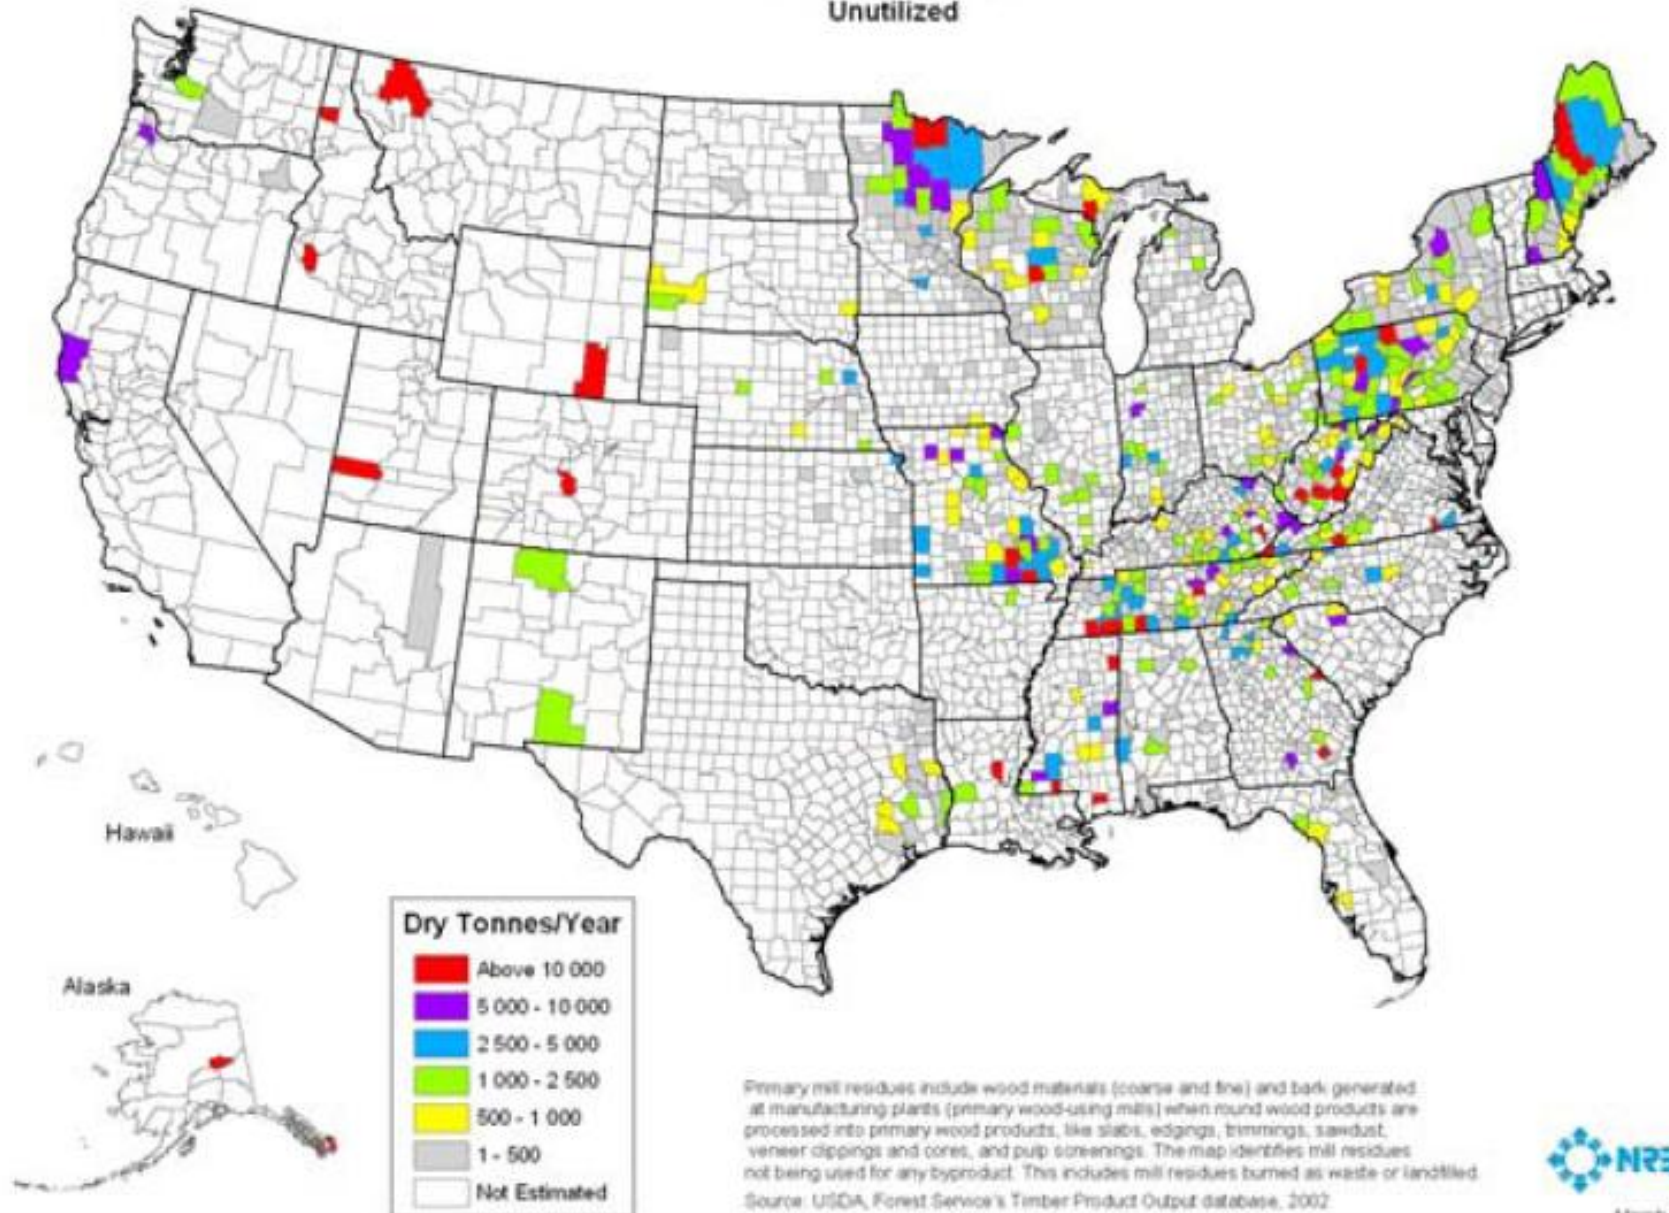 Unutilized
Hawaii
Alaska
Dry Tonnes/Year
Above 10 000
5 000 - 10 000
2 500 - 5 000
1 000 - 2 500
500 - 1 000
1 - 500
Not Estimated
Primary mill residues include wood materials (coarse and fine) and bark generated
at manufacturing plants (primary wood-using mills) when round wood products are
processed into primary wood products, like slabs, edgings, trimmings, sawdust,
veneer clippings and cores, and pulp screenings. The map identifies mill residues
not being used for any byproduct. This includes mill residues burned as waste or landfilled.
Source: USDA, Forest Service's Timber Product Output database, 2002